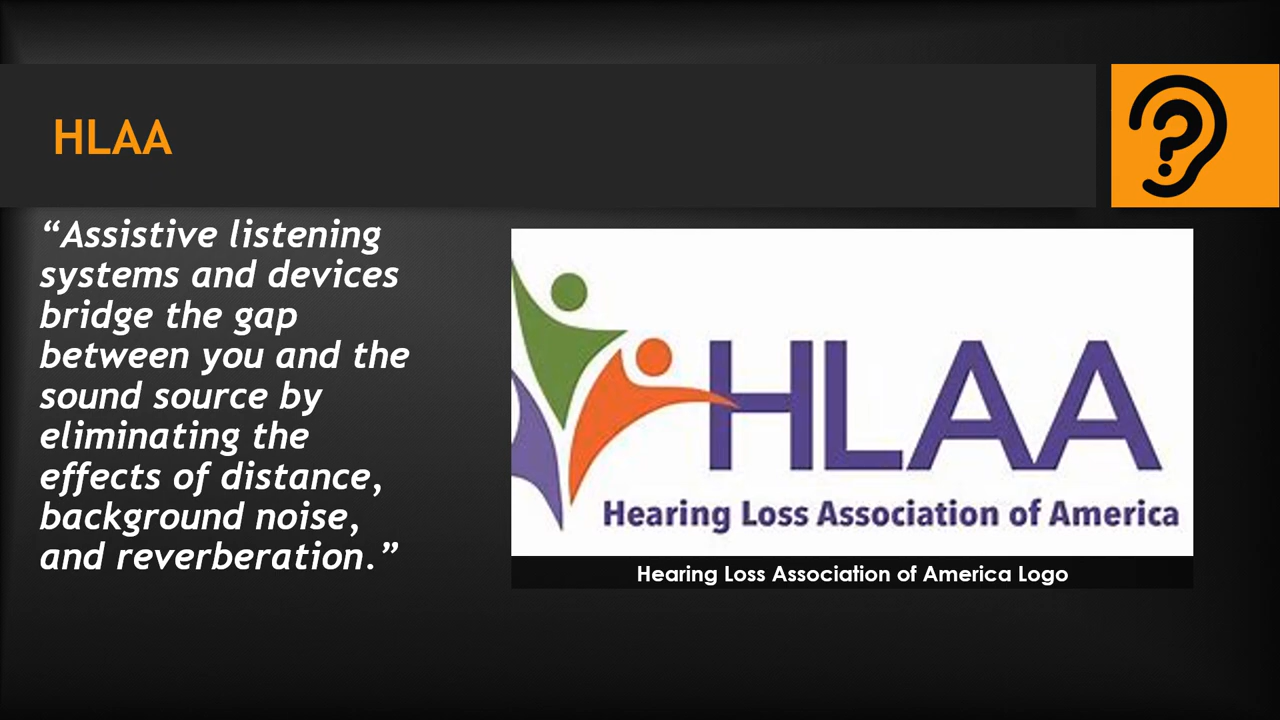 HLAA
“Assistive listening
systems and devices
bridge the gap
between you and the
sound source by
eliminating the
effects of distance,
background noise,
and reverberation.”
HLAA
Hearing Loss Association of America
Hearing Loss Association of America Logo